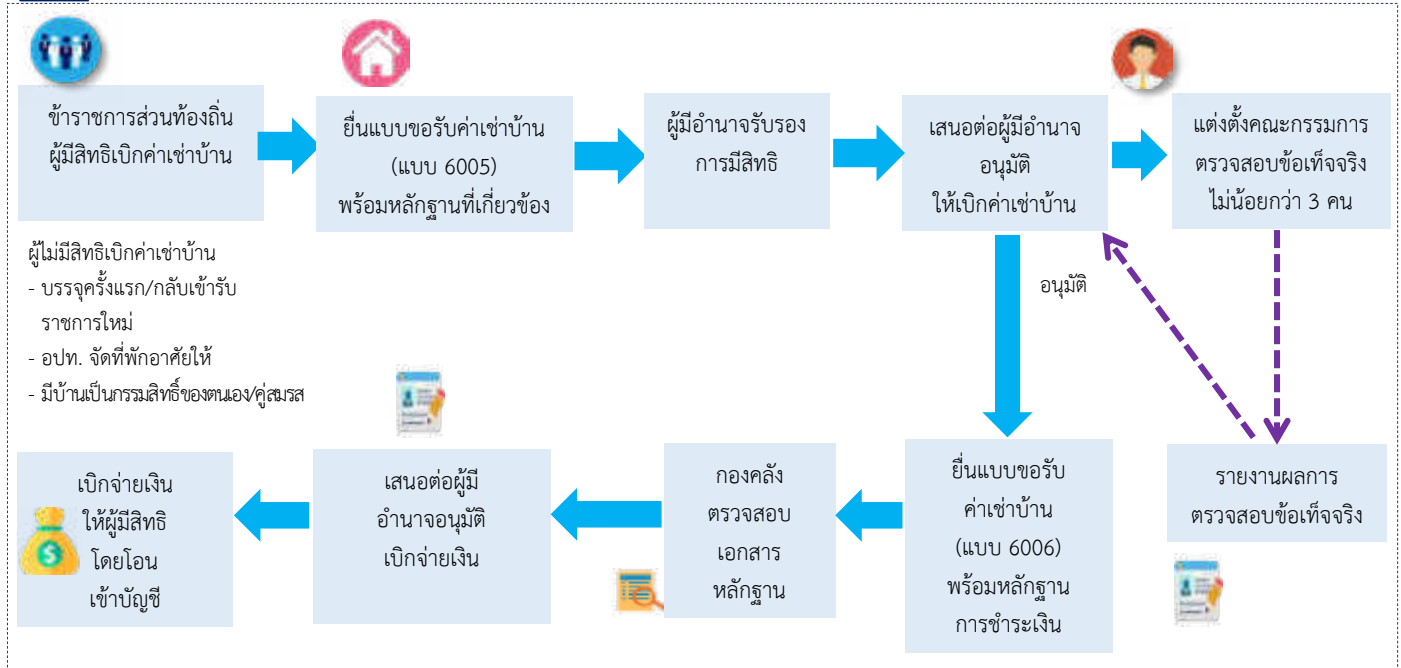 ข้าราชการส่วนท้องถิ่น
ผู้มีสิทธิเบิกค่าเช่าบ้าน
ยื่นแบบขอรับค่าเช่าบ้าน
(แบบ 6005)
พร้อมหลักฐานที่เกี่ยวข้อง
ผู้มีอำนาจรับรอง
การมีสิทธิ
เสนอต่อผู้มีอำนาจ
อนุมัติ
ให้เบิกค่าเช่าบ้าน
แต่งตั้งคณะกรรมการ
ตรวจสอบข้อเท็จจริง
ไม่น้อยกว่า 3 คน
ผู้ไม่มีสิทธิเบิกค่าเช่าบ้าน
- บรรจุครั้งแรก/กลับเข้ารับ
ราชการใหม่
- อปท. จัดที่พักอาศัยให้
- มีบ้านเป็นกรรมสิทธิ์ของตนเอง/คู่สมรส
อนุมัติ
รายงานผลการ
ตรวจสอบข้อเท็จจริง
ยื่นแบบขอรับ
ค่าเช่าบ้าน
(แบบ 6006)
พร้อมหลักฐาน
การชำระเงิน
กองคลัง
ตรวจสอบ
เอกสาร
หลักฐาน
เสนอต่อผู้มี
อำนาจอนุมัติ
เบิกจ่ายเงิน
เบิกจ่ายเงิน
ให้ผู้มีสิทธิ
โดยโอน
เข้าบัญชี